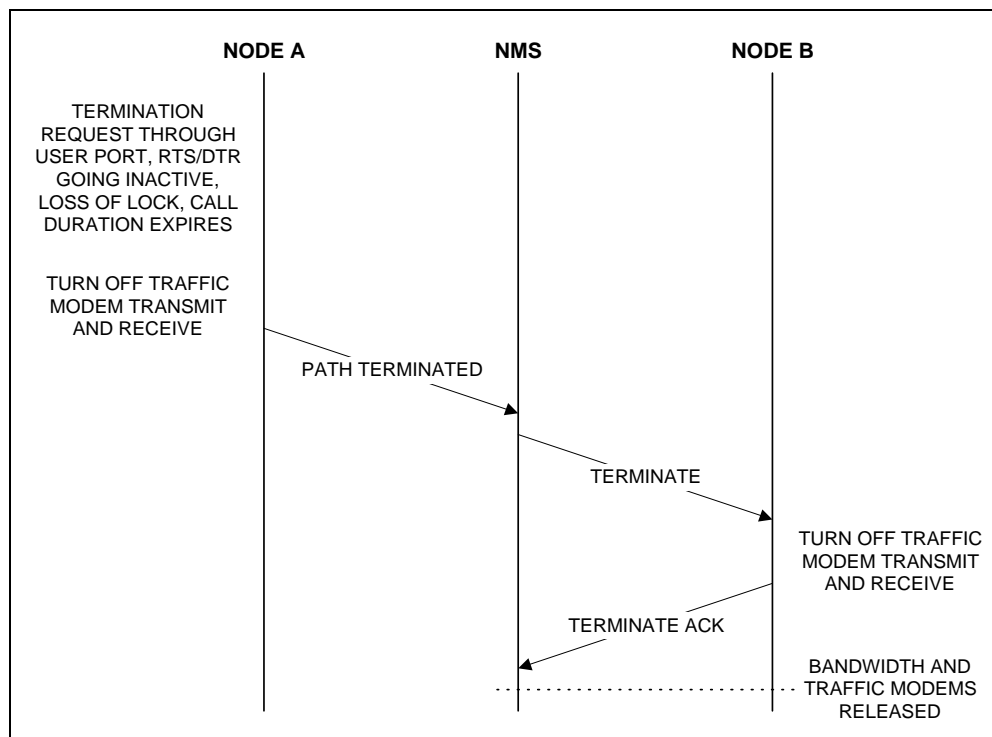 NODE A
NMS
NODE B
TERMINATION
REQUEST THROUGH
USER PORT, RTS/DTR
GOING INACTIVE,
LOSS OF LOCK, CALL
DURATION EXPIRES
TURN OFF TRAFFIC
MODEM TRANSMIT
AND RECEIVE
PATH TERMINATED
TERMINATE
TURN OFF TRAFFIC
MODEM TRANSMIT
AND RECEIVE
TERMINATE ACK
BANDWIDTH AND
TRAFFIC MODEMS
RELEASED